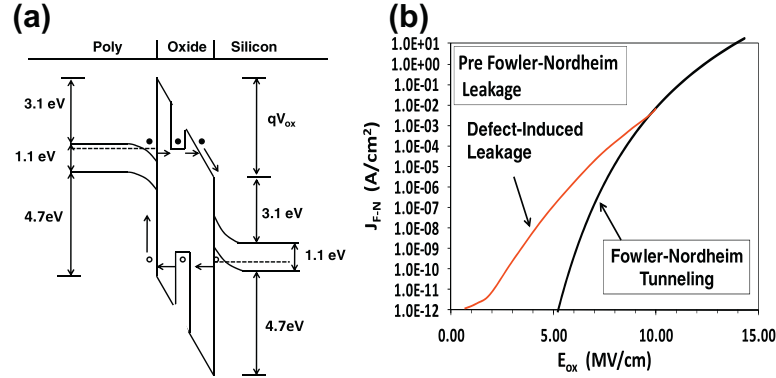 (a)
Poly Oxide Silicon
3.1 eV
1.1 eV
4.7eV
qVox
3.1 eV
1.1 eV
4.7eV
(b)
1.0E+01
1.0E+00
1.0E-01
1.0E-02
1.0E-03
1.0E-04
1.0E-05
1.0E-06
1.0E-07
1.0E-08
1.0E-09
1.0E-10
1.0E-11
1.0E-12
JF-N (A/cm²)
Pre Fowler-Nordheim
Leakage
Defect-Induced
Leakage
Fowler-Nordheim
Tunneling
0.00 5.00 10.00 15.00
Eox (MV/cm)